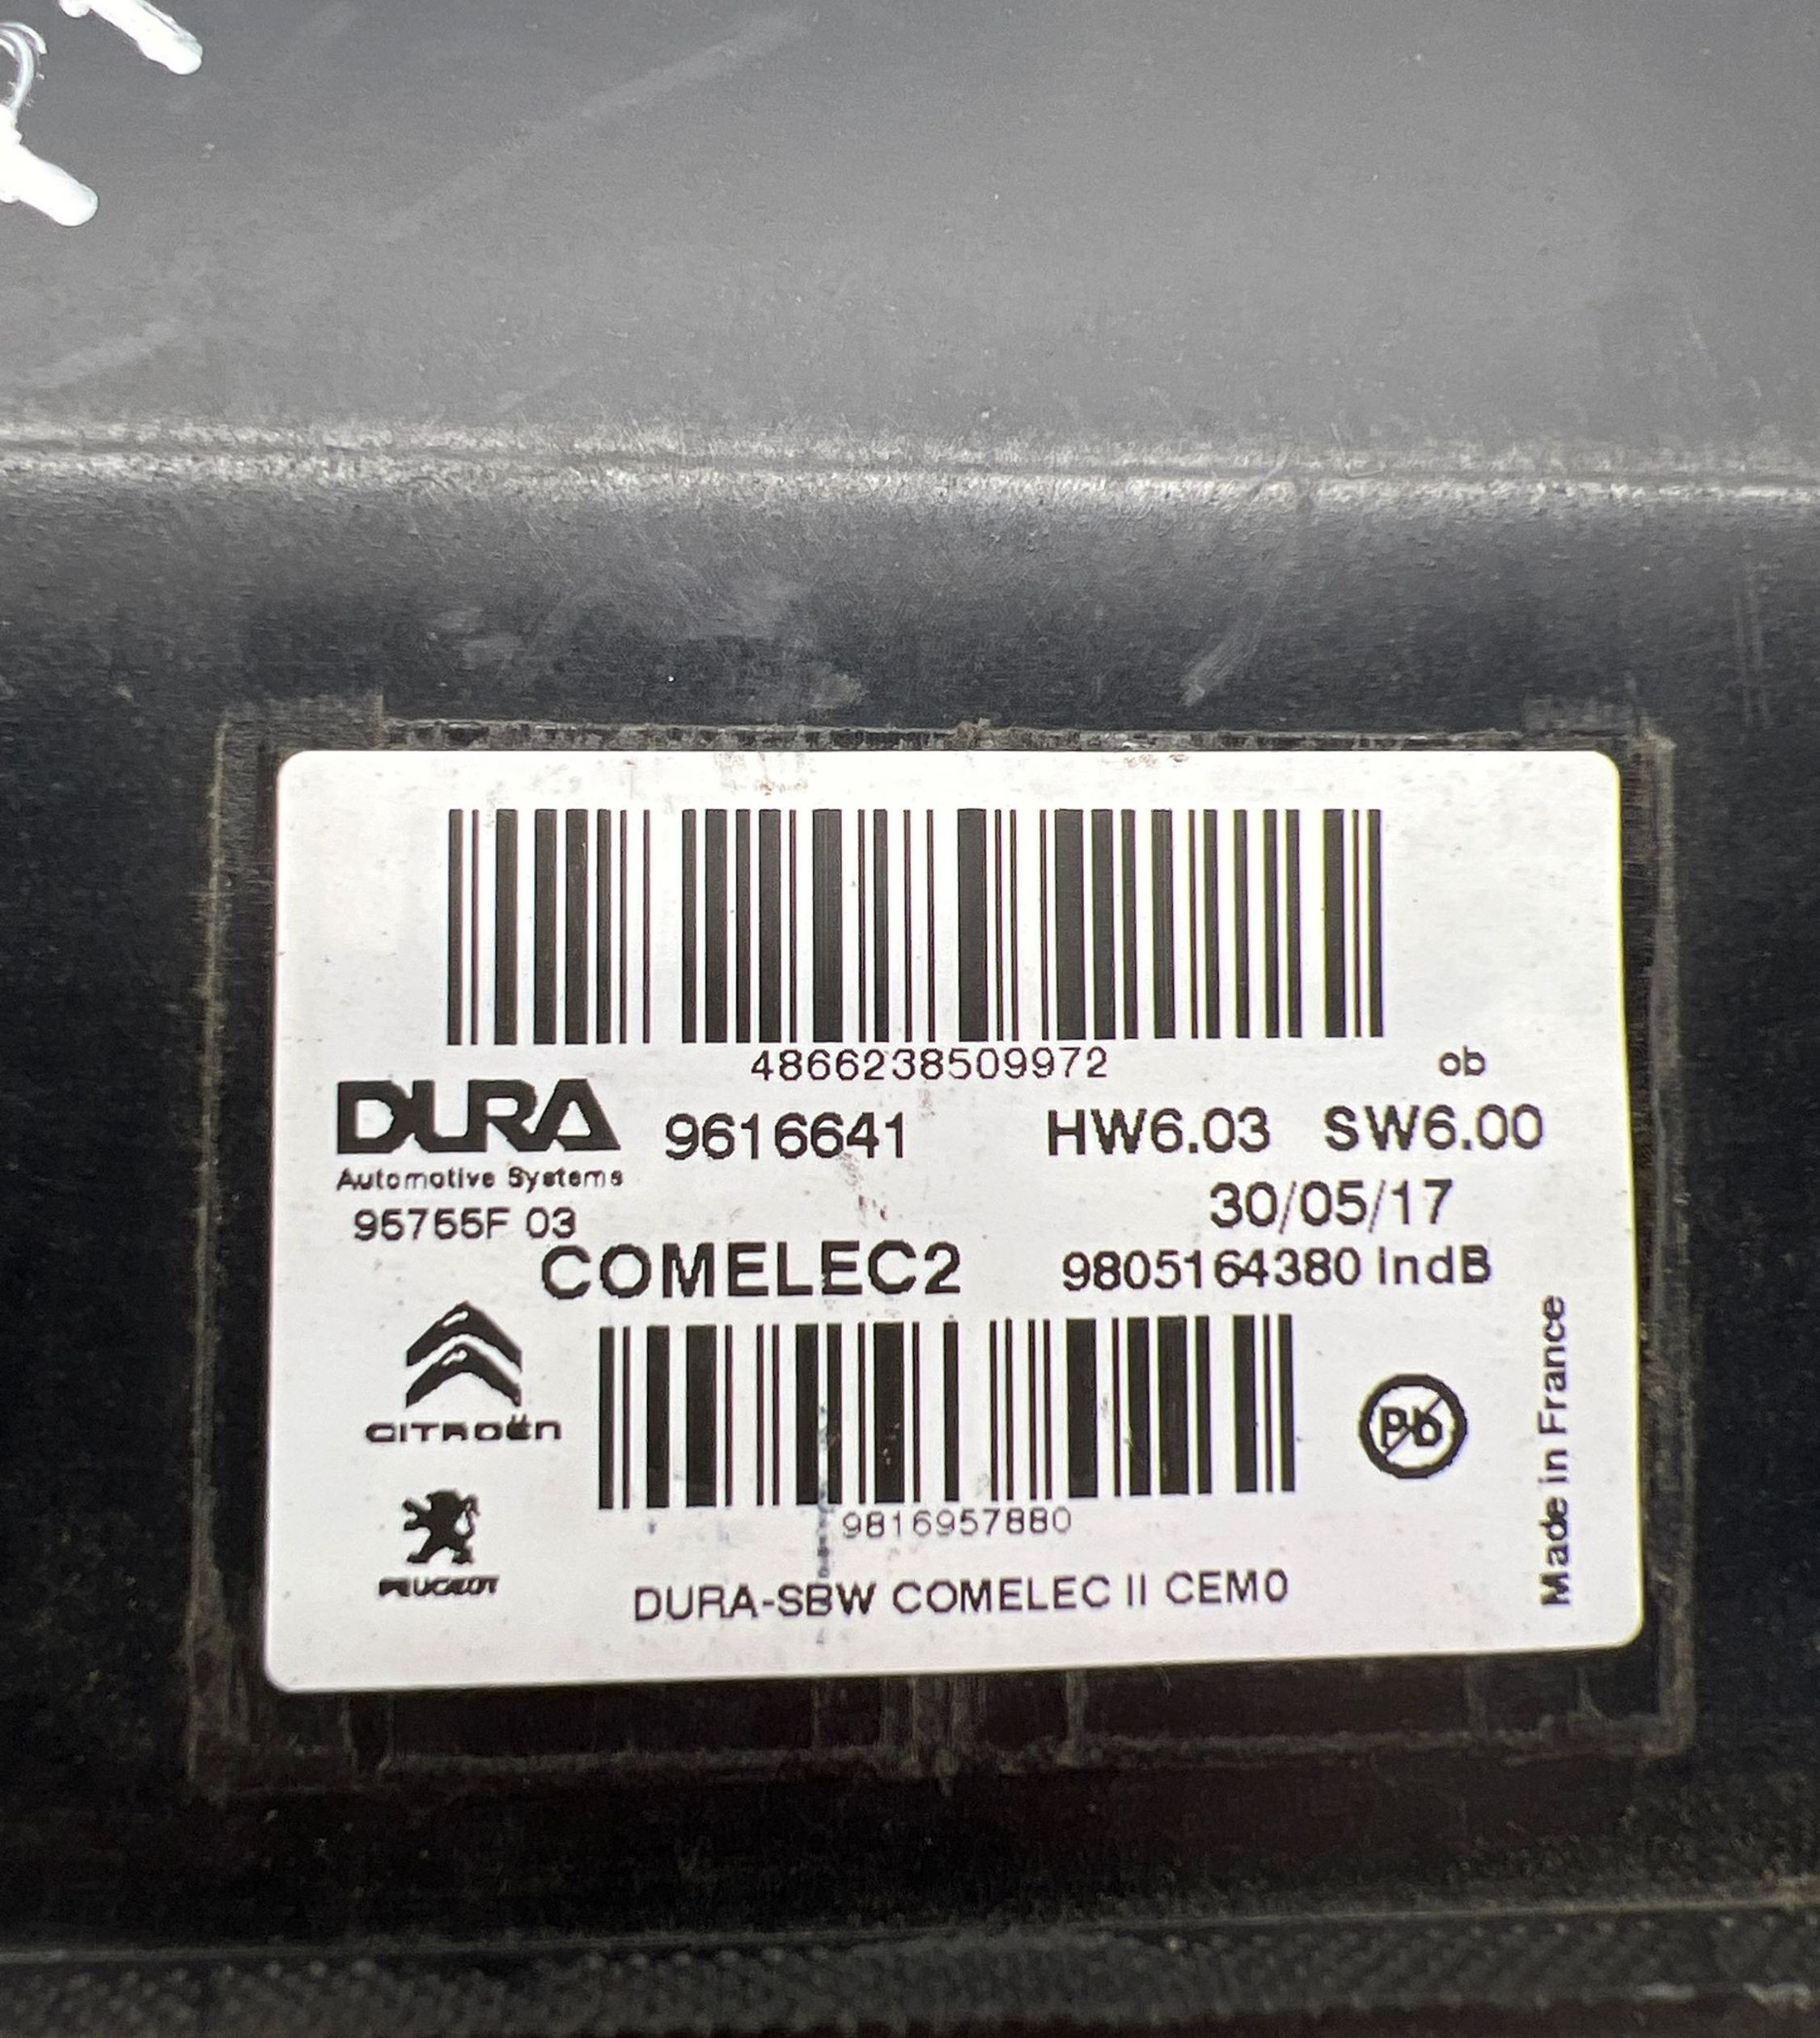 4866238509972
ob
DURA 9616641 HW6.03 SW6.00
Automotive Systems
30/05/17
95755F 03
COMELEC2 9805164380 IndB
CITROËN
Pb
Made in France
9816957880
PEUGEOT
DURA-SBW COMELEC II CEM0